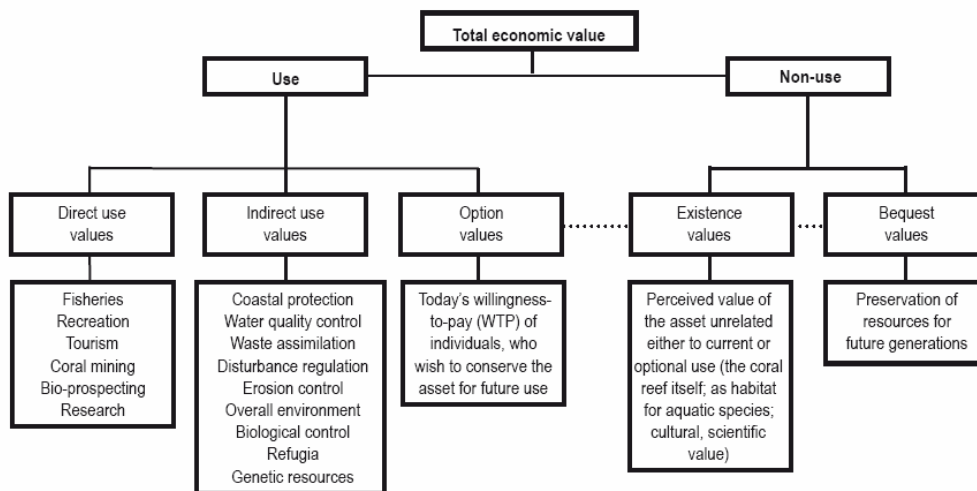 Total economic value
Use
Non-use
Direct use
values
Indirect use
values
Option
values
Existence
values
Bequest
values
Fisheries
Recreation
Tourism
Coral mining
Bio-prospecting
Research
Coastal protection
Water quality control
Waste assimilation
Disturbance regulation
Erosion control
Overall environment
Biological control
Refugia
Genetic resources
Today's willingness-
to-pay (WTP) of
individuals, who
wish to conserve the
asset for future use
Perceived value of
the asset unrelated
either to current or
optional use (the coral
reef itself; as habitat
for aquatic species;
cultural, scientific
value)
Preservation of
resources for
future generations